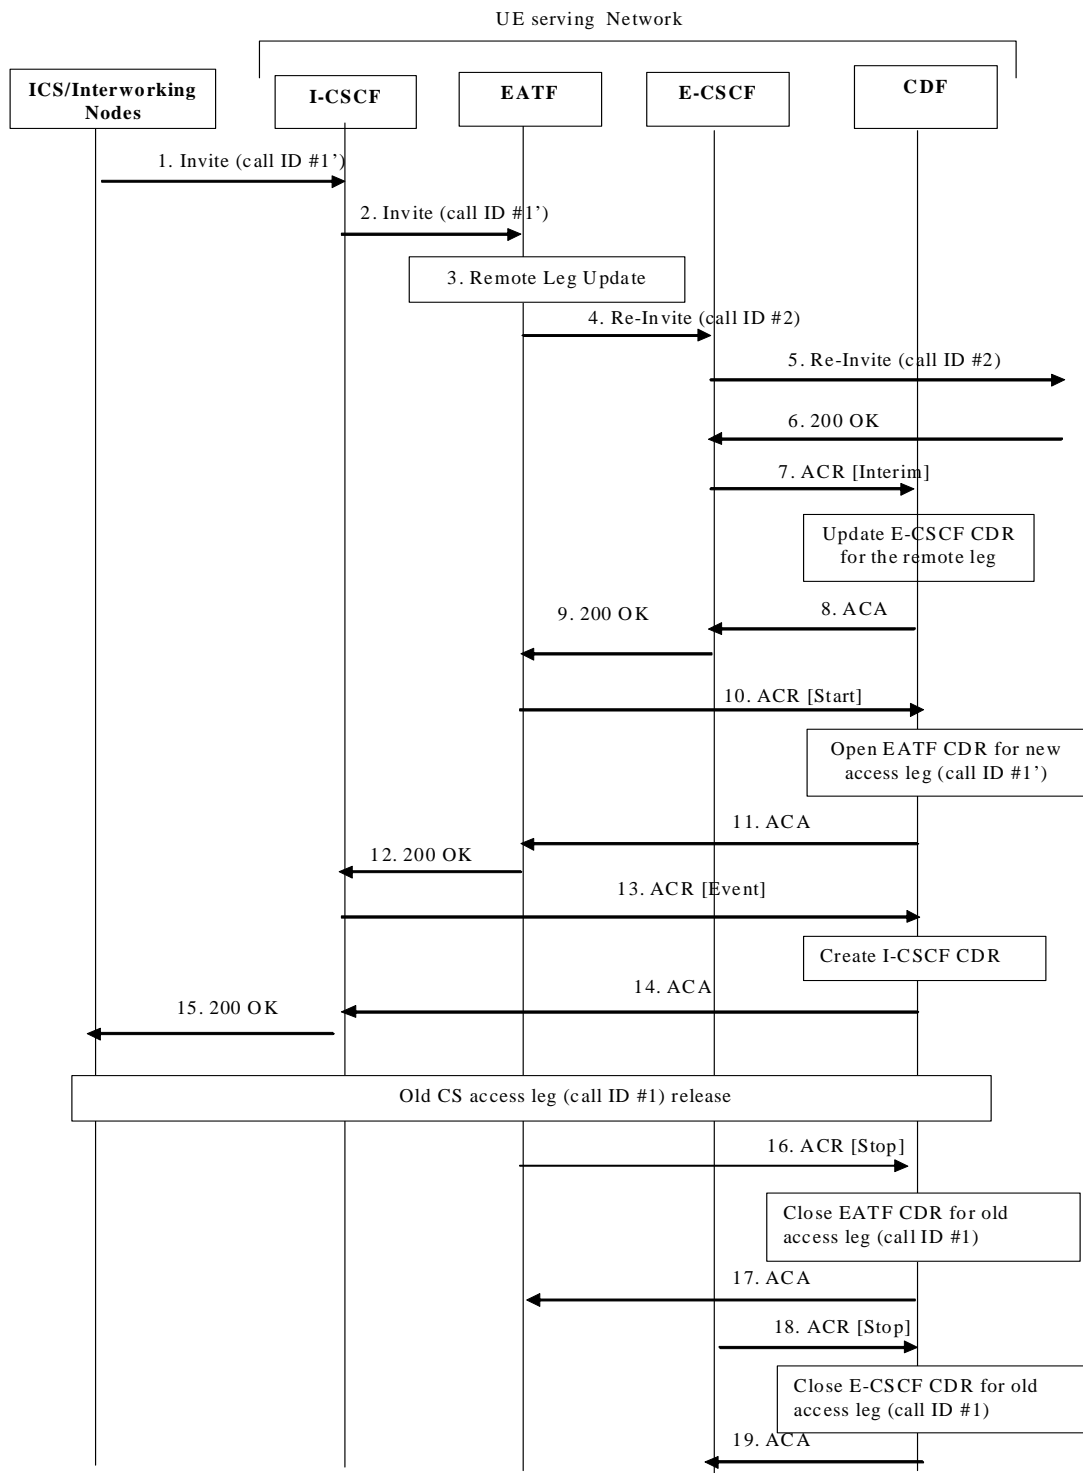 UE serving Network
ICS/Interworking
Nodes
I-CSCF
EATF
E-CSCF
CDF
1. Invite (call ID #1’)
2. Invite (call ID #1’)
3. Remote Leg Update
4. Re-Invite (call ID #2)
5. Re-Invite (call ID #2)
6. 200 OK
7. ACR [Interim]
Update E-CSCF CDR
for the remote leg
8. ACA
9. 200 OK
10. ACR [Start]
Open EATF CDR for new
access leg (call ID #1’)
11. ACA
12. 200 OK
13. ACR [Event]
Create I-CSCF CDR
14. ACA
15. 200 OK
Old CS access leg (call ID #1) release
16. ACR [Stop]
Close EATF CDR for old
access leg (call ID #1)
17. ACA
18. ACR [Stop]
Close E-CSCF CDR for old
access leg (call ID #1)
19. ACA